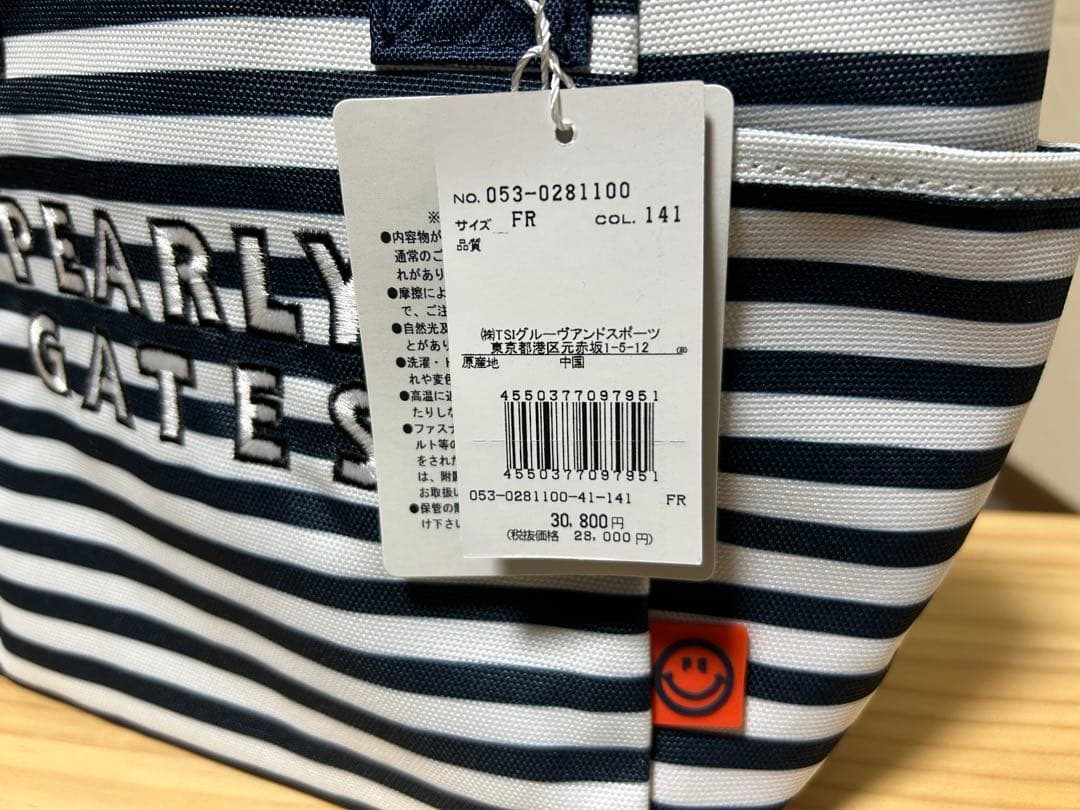 PEARLY
GATES
NO. 053-0281100
サイズ FR COL. 141
品質
㈱TSIグルーヴアンドスポーツ
東京都港区元赤坂1-5-12
原産地 中国
4550377097951
4550377097951
053-0281100-41-141 FR
30,800円
(税抜価格 28,000円)
※
●内容物が
通常のご
れがあり
●摩擦によ
で、ご注
●自然光及
とがあり
●洗濯・ド
れや変色
●高温に近
たりしな
●ファスナ
ルト等の
をされた
は、附属
お取扱い
●保管の際
け下さい
PG